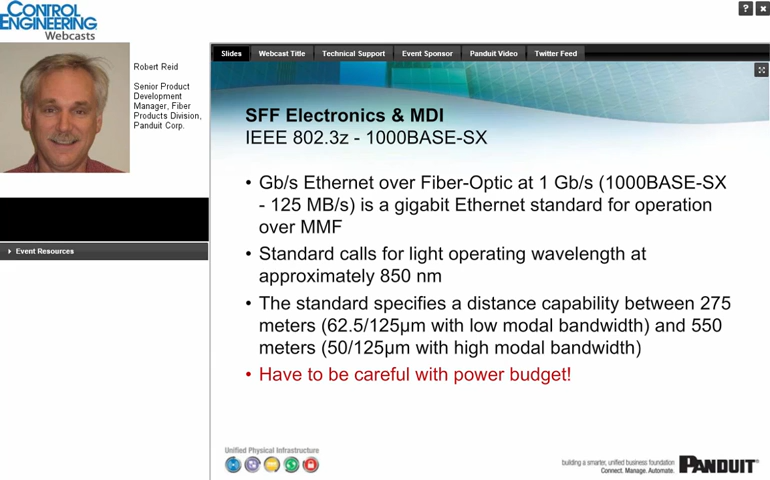 CONTROL
ENGINEERING
Webcasts
?
Robert Reid
Senior Product
Development
Manager, Fiber
Products Division,
Panduit Corp.
Event Resources
Slides
Webcast Title
Technical Support
Event Sponsor
Panduit Video
Twitter Feed
SFF Electronics & MDI
IEEE 802.3z - 1000BASE-SX
• Gb/s Ethernet over Fiber-Optic at 1 Gb/s (1000BASE-SX
- 125 MB/s) is a gigabit Ethernet standard for operation
over MMF
• Standard calls for light operating wavelength at
approximately 850 nm
• The standard specifies a distance capability between 275
meters (62.5/125µm with low modal bandwidth) and 550
meters (50/125µm with high modal bandwidth)
• Have to be careful with power budget!
Unified Physical Infrastructure
building a smarter, unified business foundation
Connect. Manage. Automate.
PANDUIT